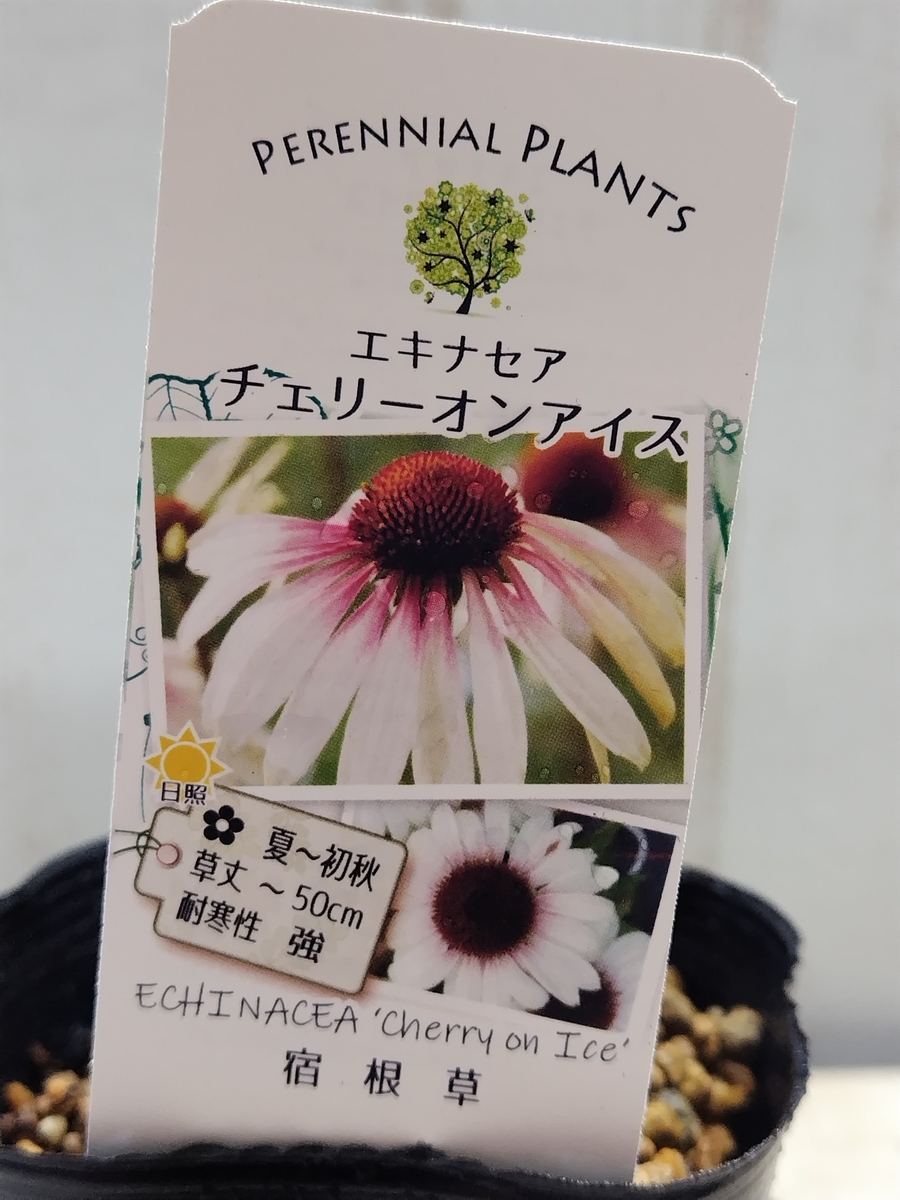 PERENNIAL PLANTS
エキナセア
チェリーオンアイス
日照
夏~初秋
草丈 ~50cm
耐寒性 強
ECHINACEA 'Cherry on Ice'
宿根草